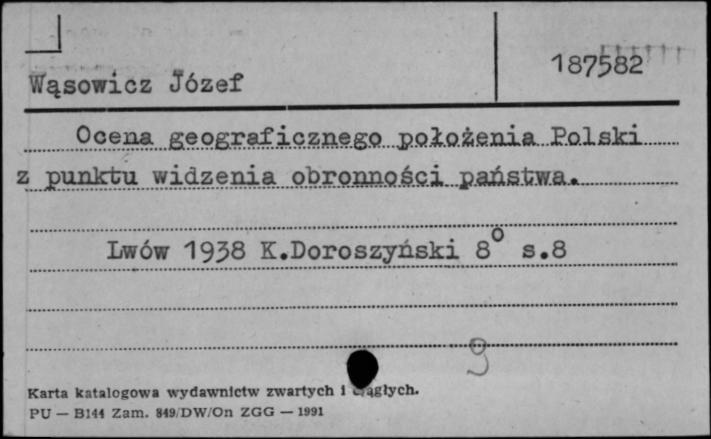 187582
Wąsowicz Józef
Ocena geograficznego położenia Polski
z punktu widzenia obronności państwa.
Lwów 1938 K.Doroszyński 8° s.8
9
Karta katalogowa wydawnictw zwartych i ciągłych.
PU — B144 Zam. 849/DW/On ZGG — 1991